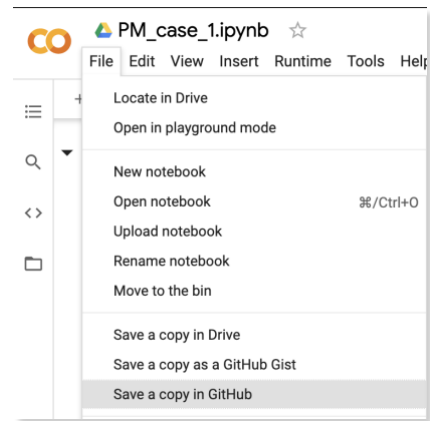 CO PM_case_1.ipynb
File Edit View Insert Runtime Tools Help
+
Locate in Drive
Open in playground mode
New notebook
Open notebook ⌘/Ctrl+O
Upload notebook
Rename notebook
Move to the bin
Save a copy in Drive
Save a copy as a GitHub Gist
Save a copy in GitHub